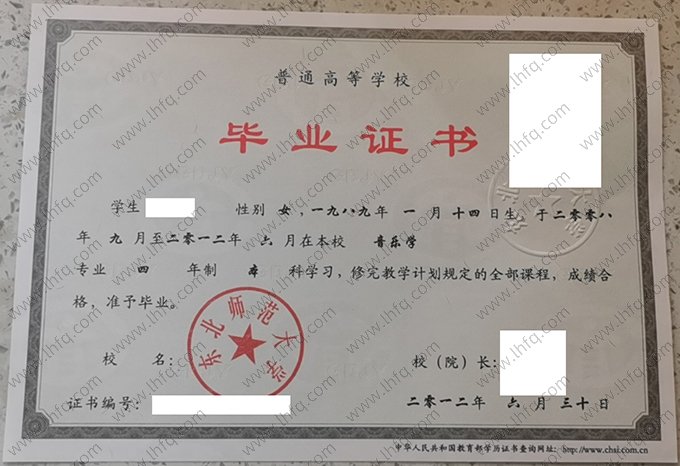 普通高等学校
毕业证书
学生 性别 女，一九八九年 一 月 十四 日生，于二零零八
年 九 月至二零一二年 六 月在本校 音乐学
专业 四 年制 本 科学习，修完教学计划规定的全部课程，成绩合
格，准予毕业。
东北师范大学
校 名： 校（院）长：
证书编号： 二零一二年 六 月 三十 日
中华人民共和国教育部学历证书查询网址：http://www.chsi.com.cn
www.lhfq.com